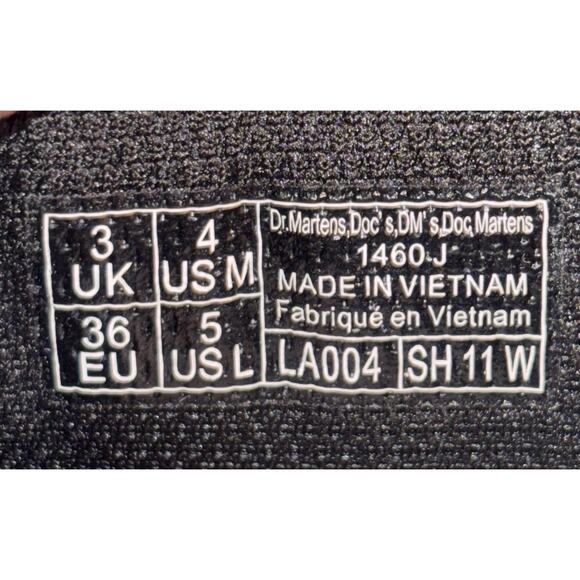 3
UK
4
US M
36
EU
5
US L
Dr.Martens,Doc's,DM's,Doc Martens
1460 J
MADE IN VIETNAM
Fabriqué en Vietnam
LA004
SH 11 W